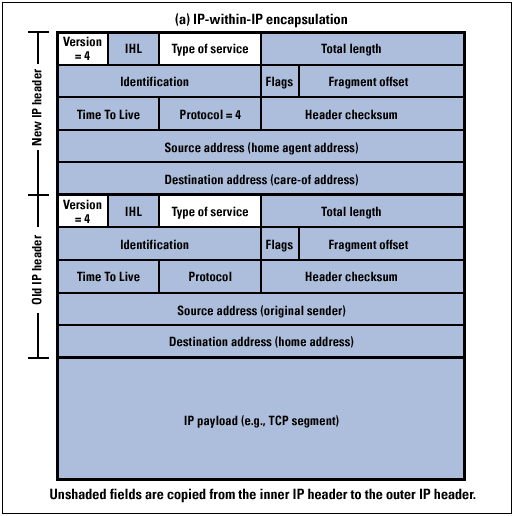 (a) IP-within-IP encapsulation
New IP header
Version
= 4
IHL
Type of service
Total length
Identification
Flags
Fragment offset
Time To Live
Protocol = 4
Header checksum
Source address (home agent address)
Destination address (care-of address)
Old IP header
Version
= 4
IHL
Type of service
Total length
Identification
Flags
Fragment offset
Time To Live
Protocol
Header checksum
Source address (original sender)
Destination address (home address)
IP payload (e., TCP segment)
Unshaded fields are copied from the inner IP header to the outer IP header.